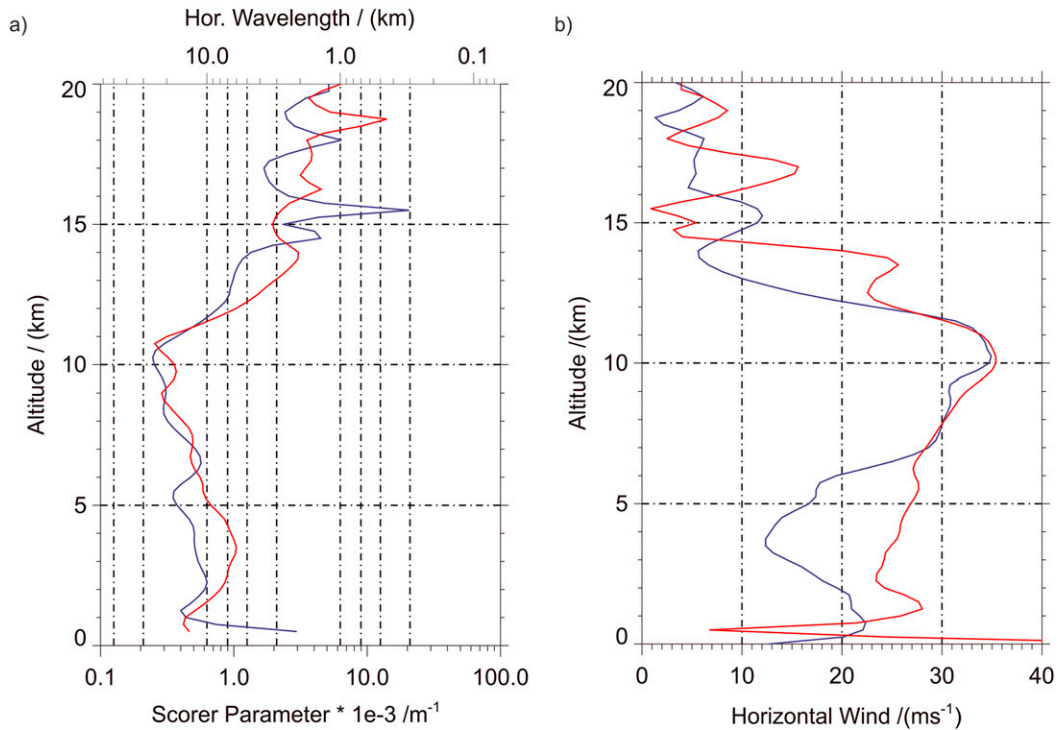 a)
Hor. Wavelength / (km)
10.0 1.0 0.1
20
15
10
5
0
Altitude / (km)
0.1 1.0 10.0 100.0
Scorer Parameter * 1e-3 /m⁻¹
b)
20
15
10
5
0
Altitude / (km)
0 10 20 30 40
Horizontal Wind /(ms⁻¹)